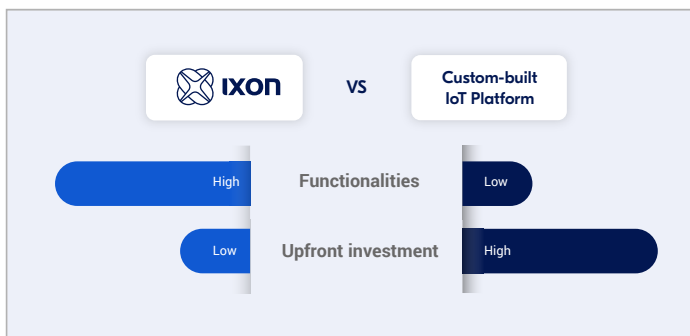 IXON
VS
Custom-built
IoT Platform
High
Functionalities
Low
Low
Upfront investment
High